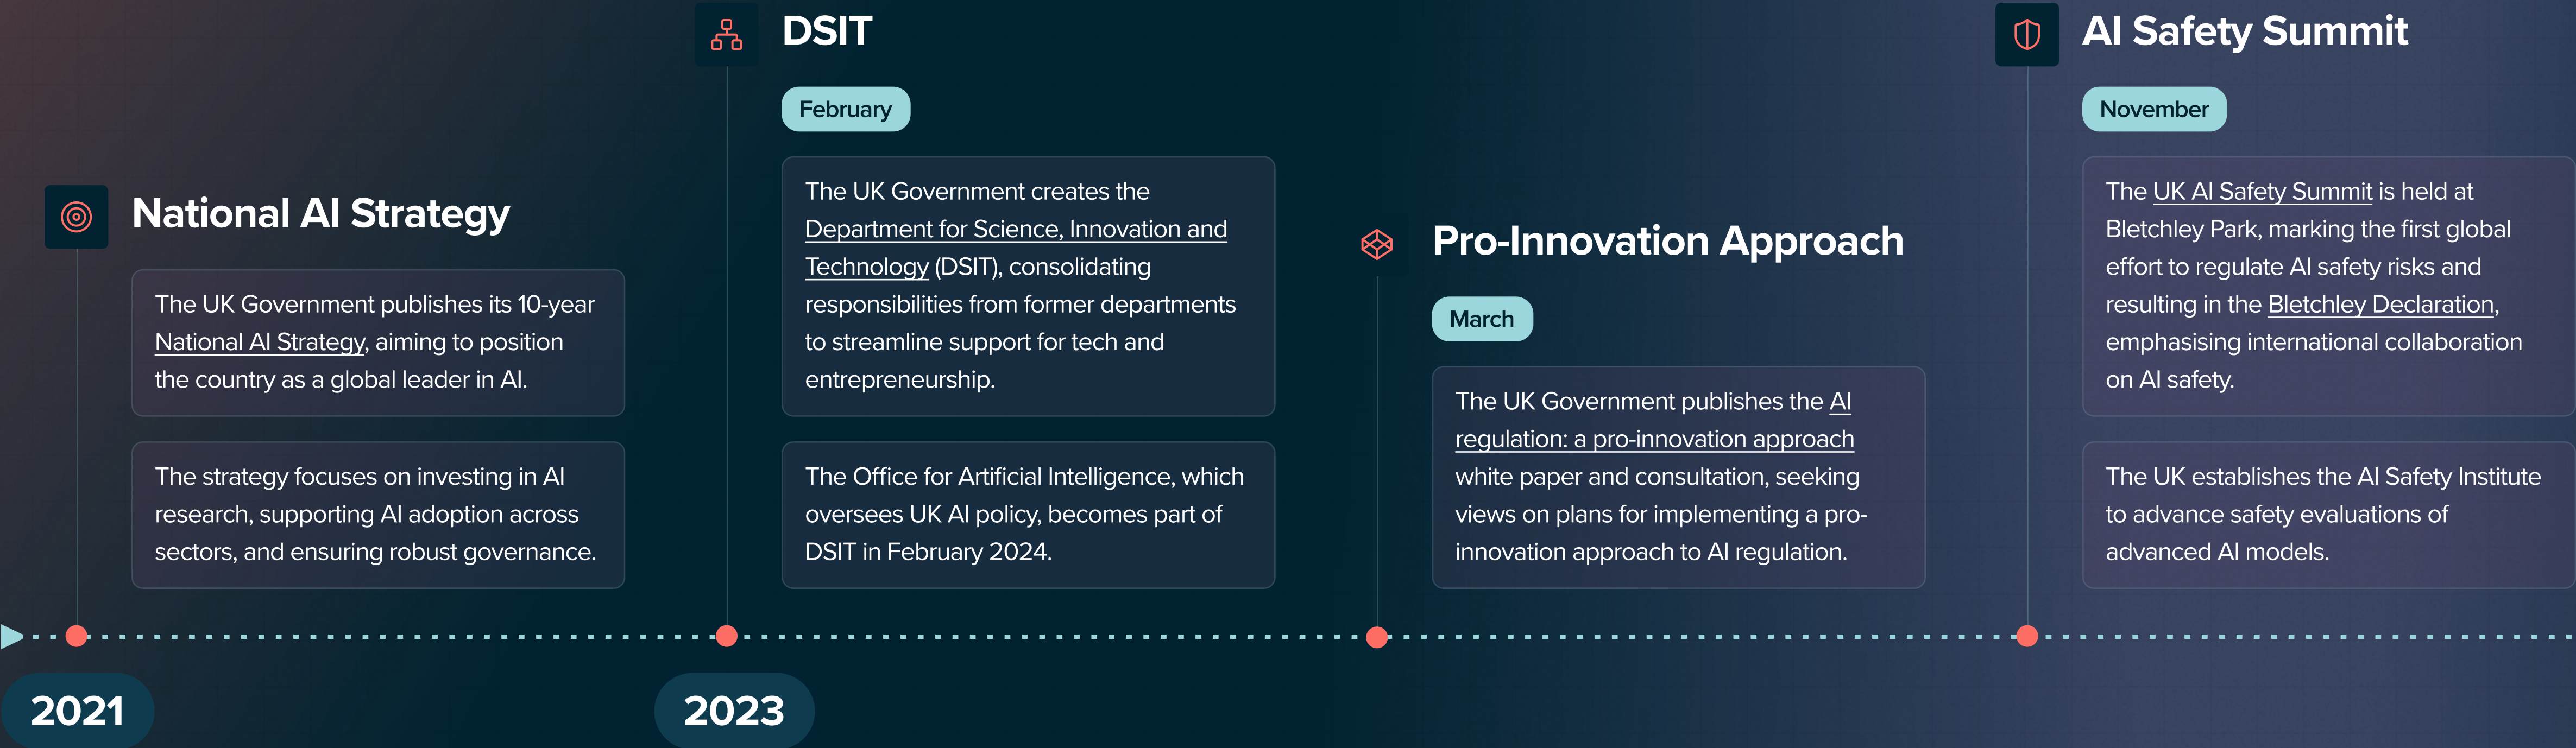 National AI Strategy
The UK Government publishes its 10-year
National AI Strategy, aiming to position
the country as a global leader in AI.
The strategy focuses on investing in AI
research, supporting AI adoption across
sectors, and ensuring robust governance.
2021
DSIT
February
The UK Government creates the
Department for Science, Innovation and
Technology (DSIT), consolidating
responsibilities from former departments
to streamline support for tech and
entrepreneurship.
The Office for Artificial Intelligence, which
oversees UK AI policy, becomes part of
DSIT in February 2024.
2023
Pro-Innovation Approach
March
The UK Government publishes the AI
regulation: a pro-innovation approach
white paper and consultation, seeking
views on plans for implementing a pro-
innovation approach to AI regulation.
AI Safety Summit
November
The UK AI Safety Summit is held at
Bletchley Park, marking the first global
effort to regulate AI safety risks and
resulting in the Bletchley Declaration,
emphasising international collaboration
on AI safety.
The UK establishes the AI Safety Institute
to advance safety evaluations of
advanced AI models.